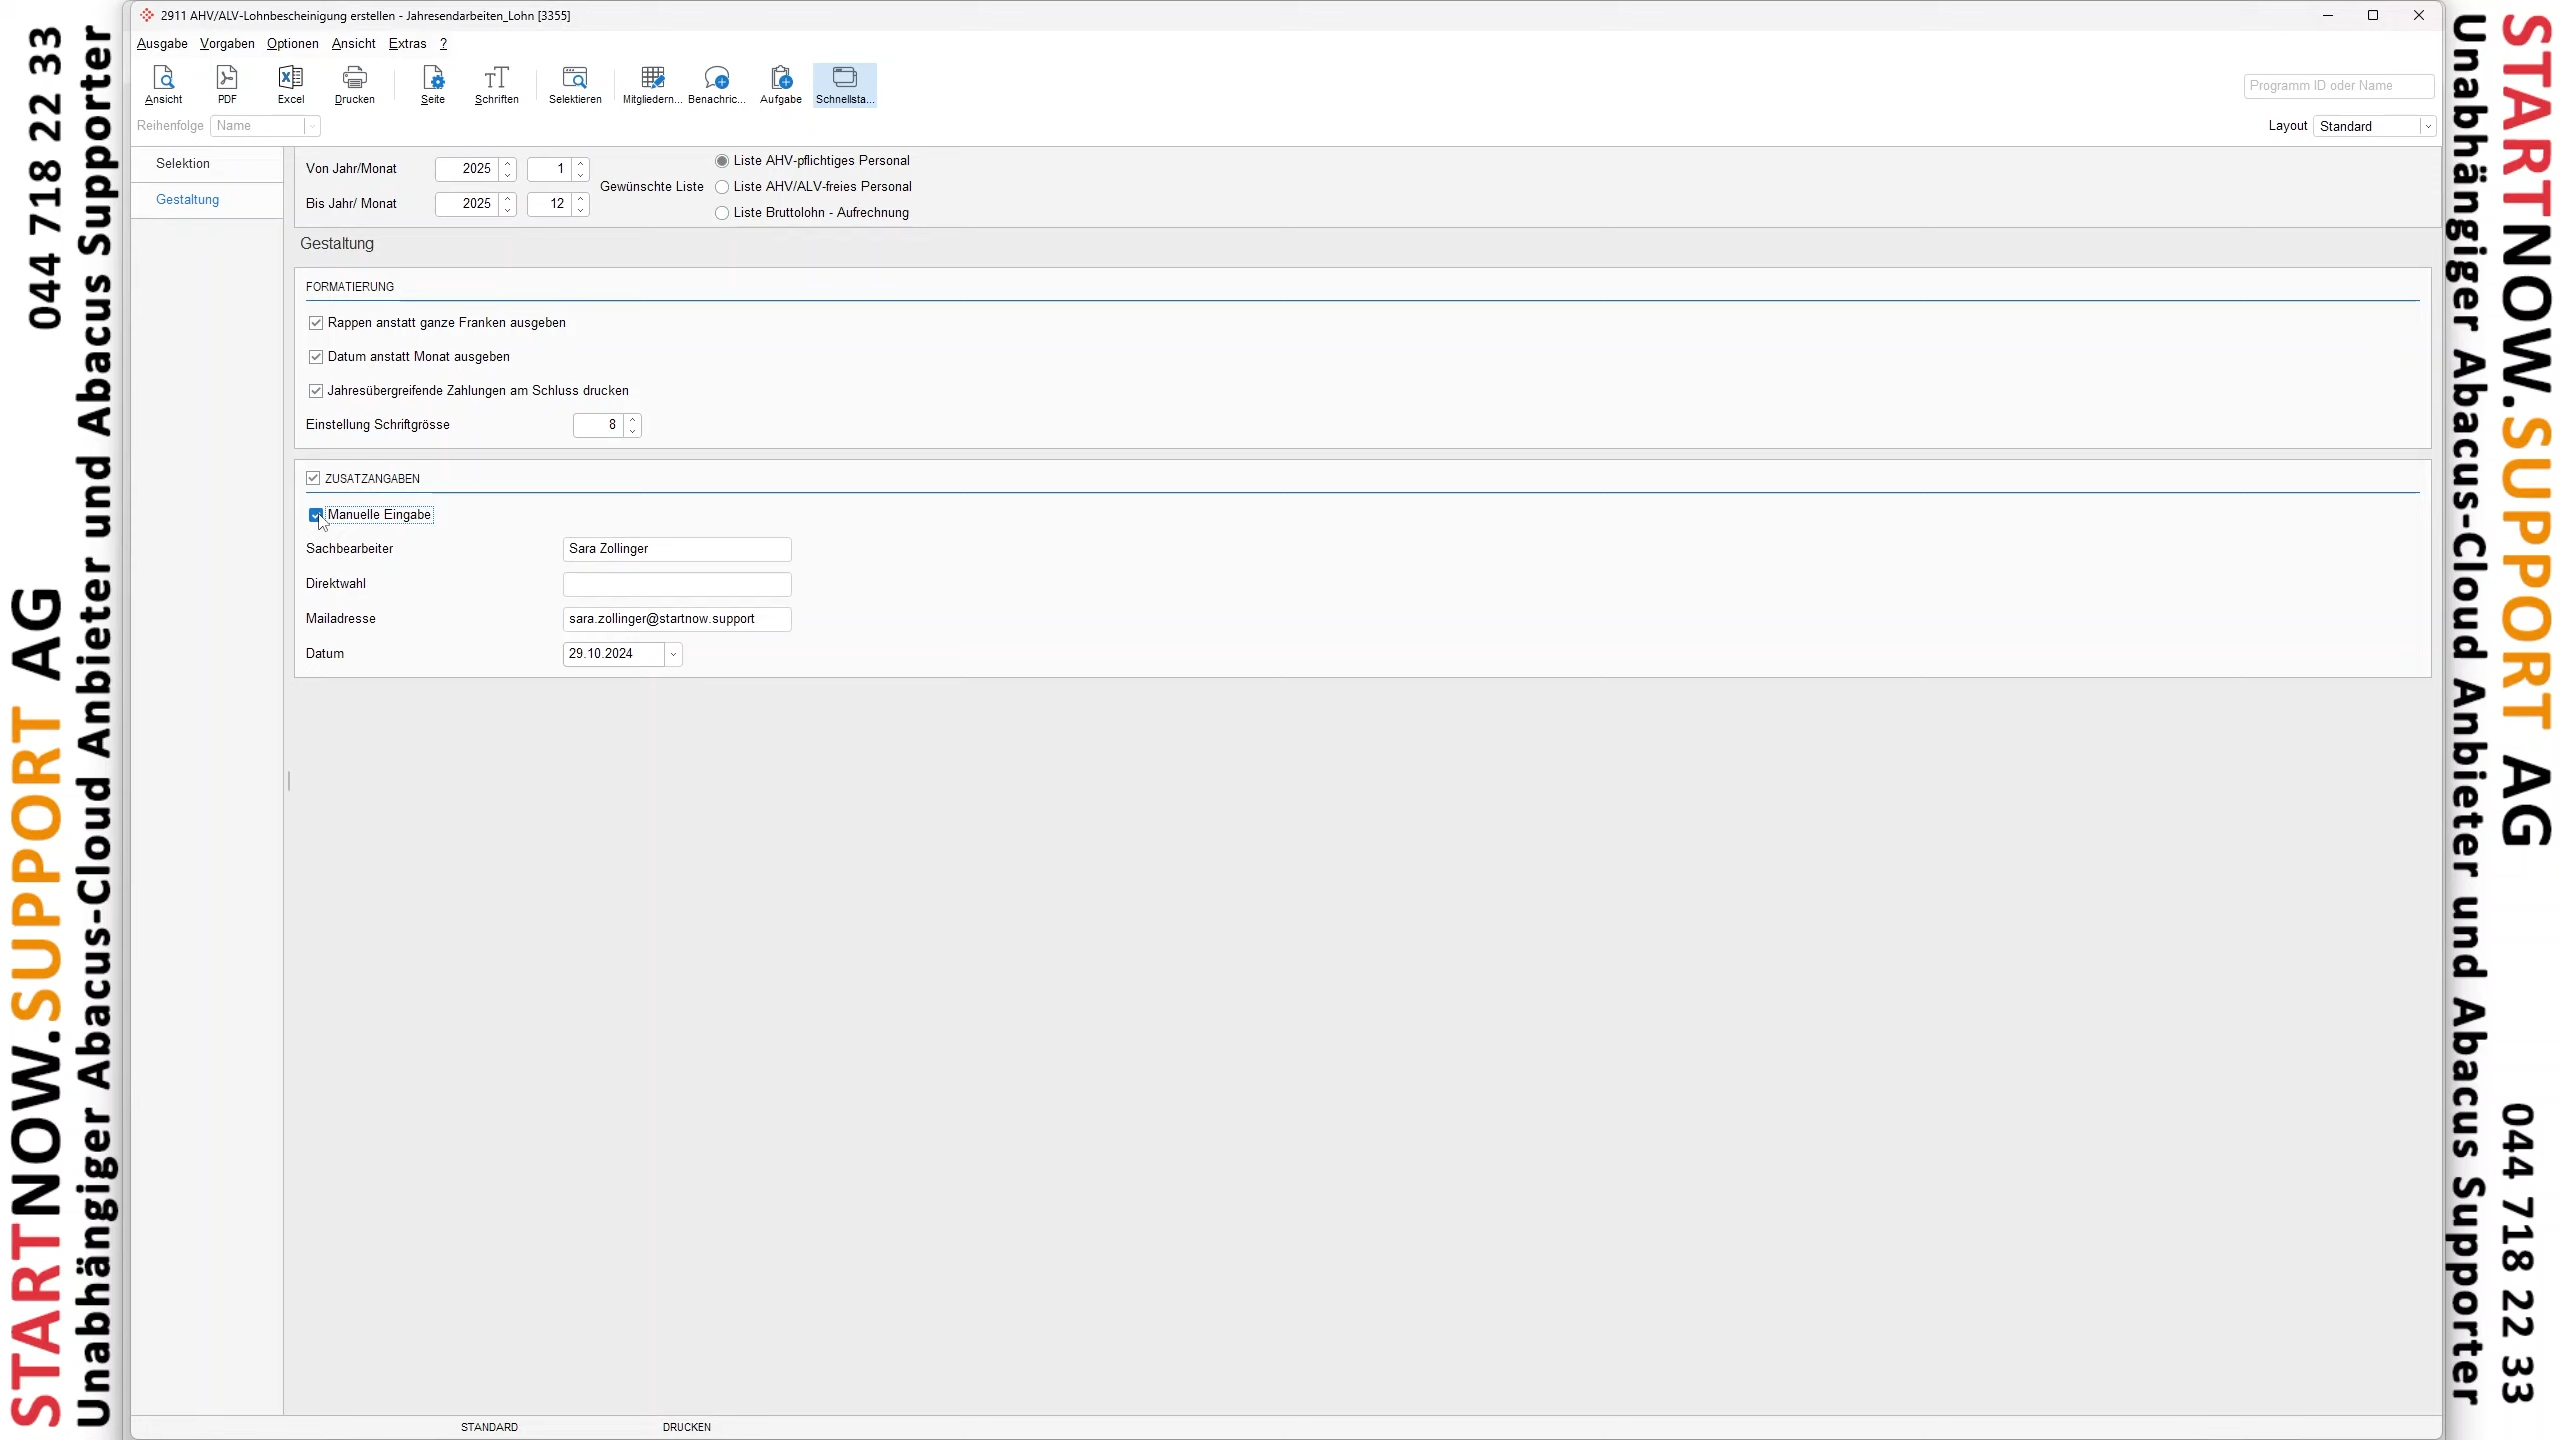 2911 AHV/ALV-Lohnbescheinigung erstellen - Jahresendarbeiten_Lohn [3355]
Ausgabe Vorgaben Optionen Ansicht Extras ?
Ansicht PDF Excel Drucken Seite Schriften Selektieren Mitgliedern... Benachric... Aufgabe Schnellsta... Programm ID oder Name
Reihenfolge Name Layout Standard
Selektion
Gestaltung
Von Jahr/Monat 2025 1
Bis Jahr/ Monat 2025 12
Gewünschte Liste
Liste AHV-pflichtiges Personal
Liste AHV/ALV-freies Personal
Liste Bruttolohn - Aufrechnung
Gestaltung
FORMATIERUNG
Rappen anstatt ganze Franken ausgeben
Datum anstatt Monat ausgeben
Jahresübergreifende Zahlungen am Schluss drucken
Einstellung Schriftgrösse 8
ZUSATZANGABEN
Manuelle Eingabe
Sachbearbeiter Sara Zollinger
Direktwahl
Mailadresse sara.zollinger@startnow.support
Datum 29.10.2024
STANDARD DRUCKEN
STARTNOW.SUPPORT AG 044 718 22 33
Unabhängiger Abacus-Cloud Anbieter und Abacus Supporter
STARTNOW.SUPPORT AG 044 718 22 33
Unabhängiger Abacus-Cloud Anbieter und Abacus Supporter